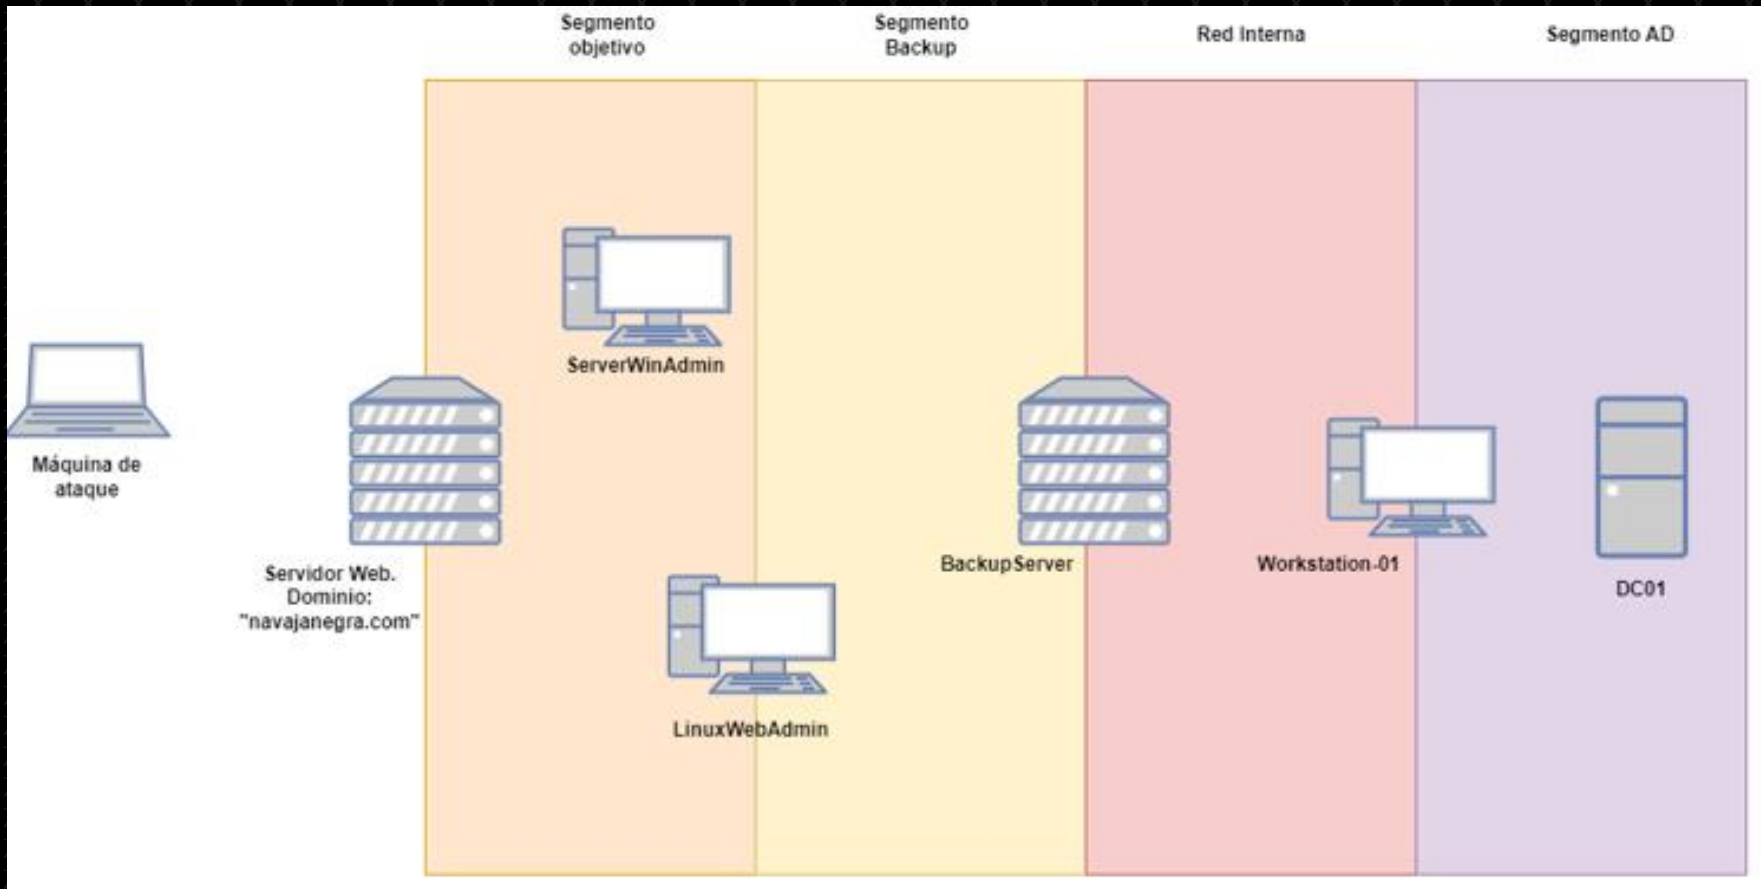 Segmento
objetivo
Segmento
Backup
Red Interna
Segmento AD
ServerWinAdmin
Máquina de
ataque
Servidor Web.
Dominio:
"navajanegra.com"
BackupServer
Workstation-01
DC01
LinuxWebAdmin